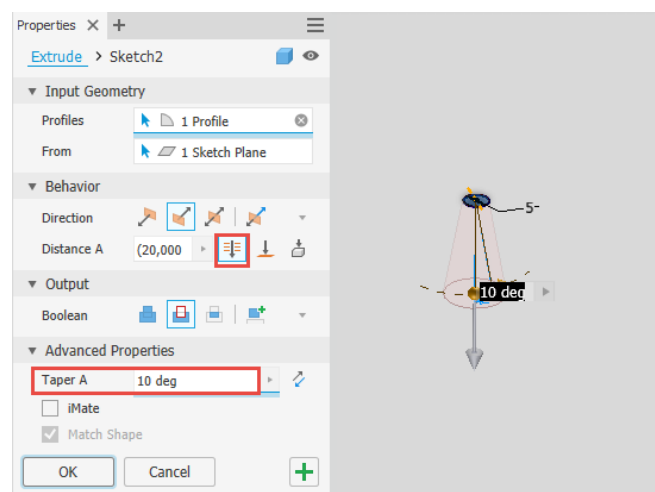 Properties × +
Extrude > Sketch2
Input Geometry
Profiles 1 Profile
From 1 Sketch Plane
Behavior
Direction
Distance A (20,000
Output
Boolean
Advanced Properties
Taper A 10 deg
iMate
Match Shape
OK Cancel +
5-
10 deg